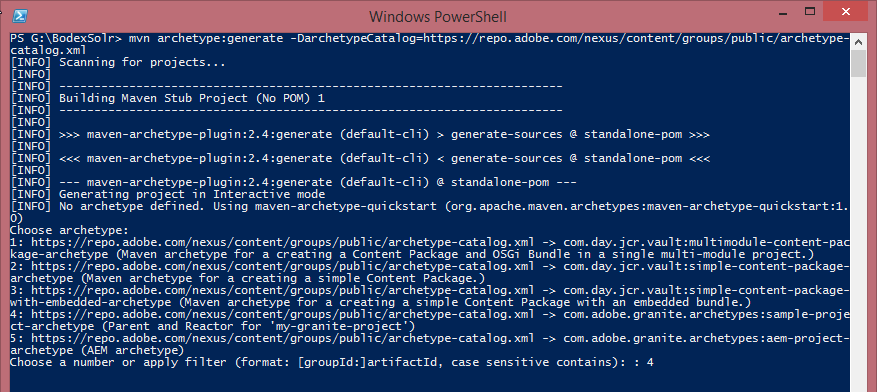 Windows PowerShell
PS G:\BodexSolr> mvn archetype:generate -DarchetypeCatalog=https://repo.adobe.com/nexus/content/groups/public/archetype-
catalog.xml
[INFO] Scanning for projects...
[INFO]
[INFO] ------------------------------------------------------------------------
[INFO] Building Maven Stub Project (No POM) 1
[INFO] ------------------------------------------------------------------------
[INFO]
[INFO] >>> maven-archetype-plugin:2.4:generate (default-cli) > generate-sources @ standalone-pom >>>
[INFO]
[INFO] <<< maven-archetype-plugin:2.4:generate (default-cli) < generate-sources @ standalone-pom <<<
[INFO]
[INFO] --- maven-archetype-plugin:2.4:generate (default-cli) @ standalone-pom ---
[INFO] Generating project in Interactive mode
[INFO] No archetype defined. Using maven-archetype-quickstart (org.apache.maven.archetypes:maven-archetype-quickstart:1.
0)
Choose archetype:
1: https://repo.adobe.com/nexus/content/groups/public/archetype-catalog.xml -> com.day.jcr.vault:multimodule-content-pac
kage-archetype (Maven archetype for a creating a Content Package and OSGi Bundle in a single multi-module project.)
2: https://repo.adobe.com/nexus/content/groups/public/archetype-catalog.xml -> com.day.jcr.vault:simple-content-package-
archetype (Maven archetype for a creating a simple Content Package.)
3: https://repo.adobe.com/nexus/content/groups/public/archetype-catalog.xml -> com.day.jcr.vault:simple-content-package-
with-embedded-archetype (Maven archetype for a creating a simple Content Package with an embedded bundle.)
4: https://repo.adobe.com/nexus/content/groups/public/archetype-catalog.xml -> com.adobe.granite.archetypes:sample-proje
ct-archetype (Parent and Reactor for 'my-granite-project')
5: https://repo.adobe.com/nexus/content/groups/public/archetype-catalog.xml -> com.adobe.granite.archetypes:aem-project-
archetype (AEM archetype)
Choose a number or apply filter (format: [groupId:]artifactId, case sensitive contains): : 4